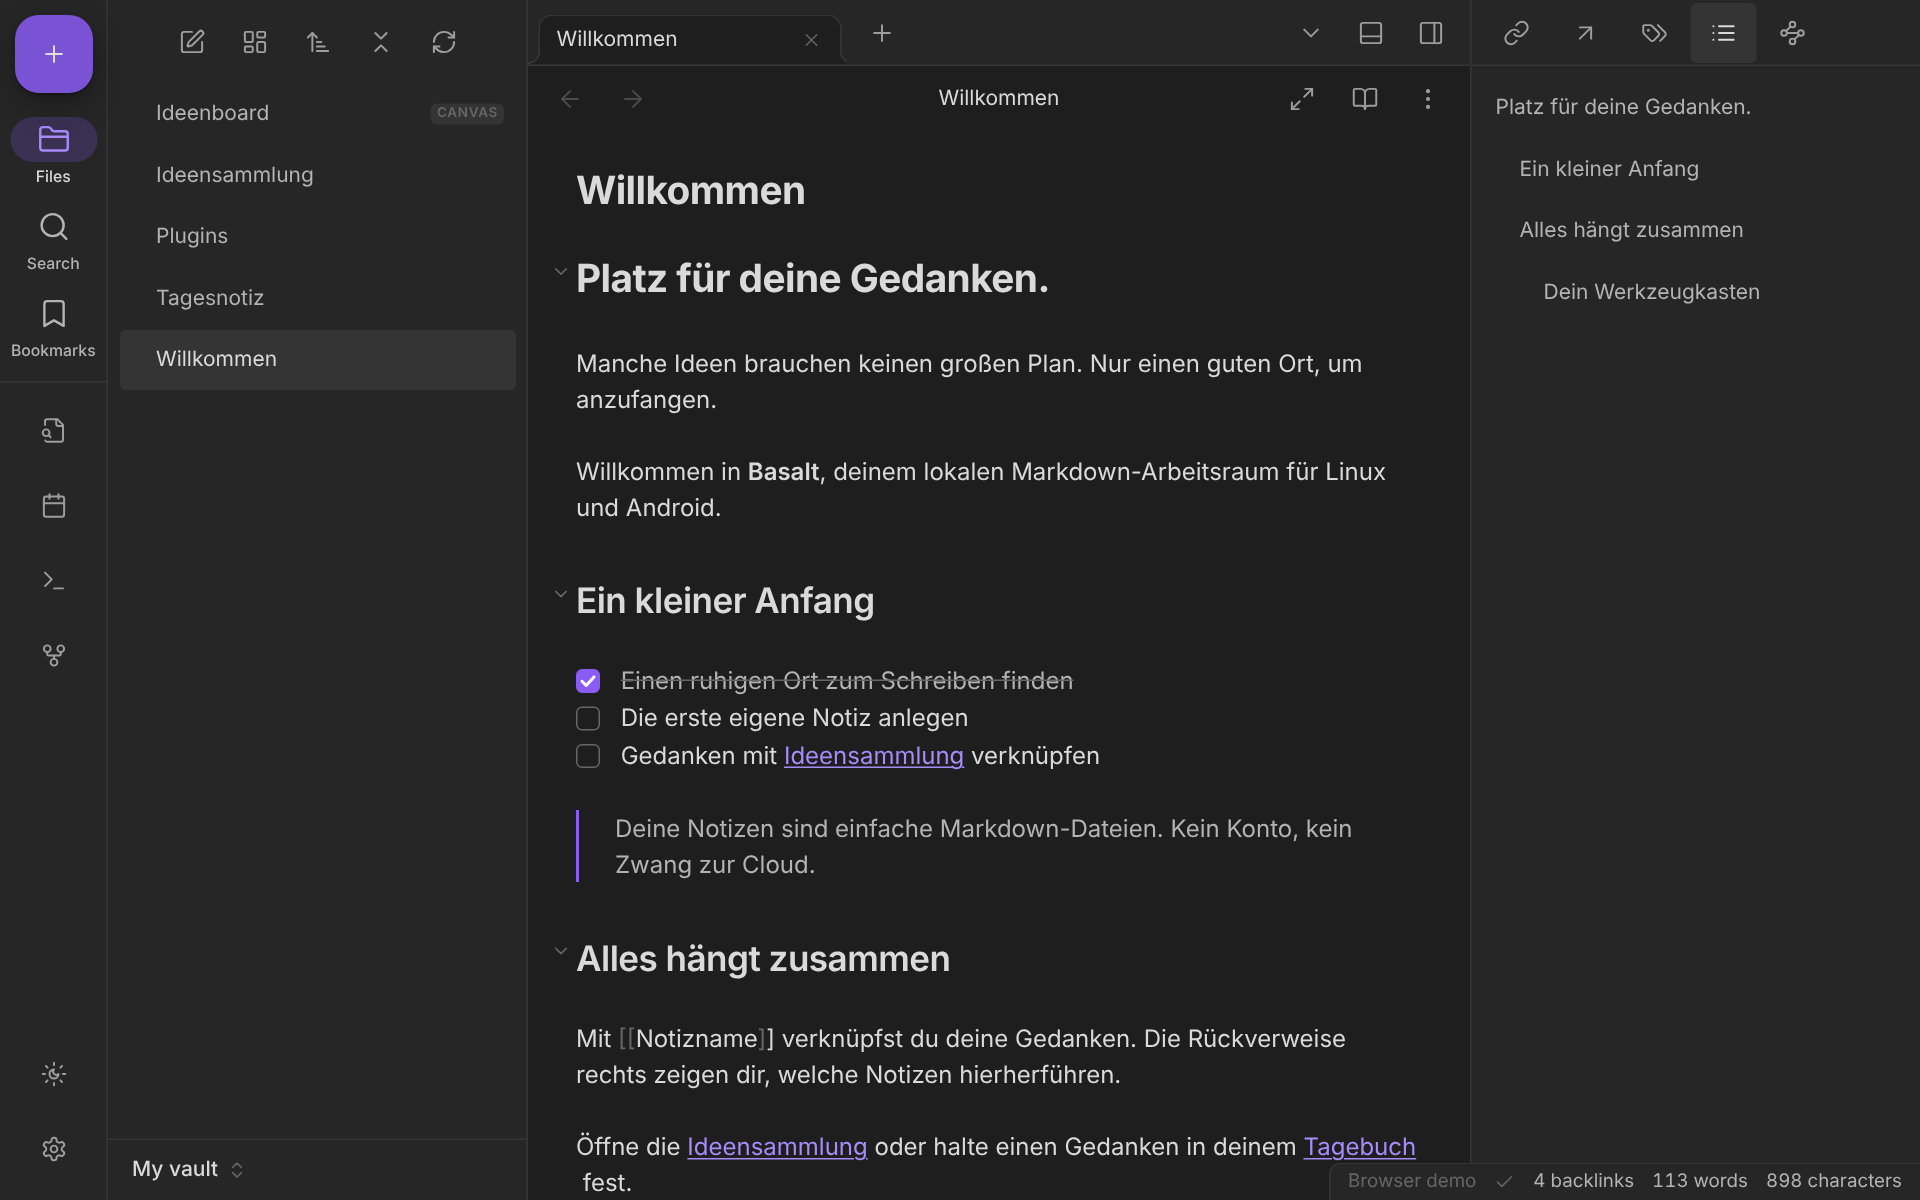 Files
Search
Bookmarks
Ideenboard
CANVAS
Ideensammlung
Plugins
Tagesnotiz
Willkommen
My vault
Willkommen
Willkommen
Willkommen
Platz für deine Gedanken.
Manche Ideen brauchen keinen großen Plan. Nur einen guten Ort, um
anzufangen.
Willkommen in Basalt, deinem lokalen Markdown-Arbeitsraum für Linux
und Android.
Ein kleiner Anfang
Einen ruhigen Ort zum Schreiben finden
Die erste eigene Notiz anlegen
Gedanken mit Ideensammlung verknüpfen
Deine Notizen sind einfache Markdown-Dateien. Kein Konto, kein
Zwang zur Cloud.
Alles hängt zusammen
Mit [[Notizname]] verknüpfst du deine Gedanken. Die Rückverweise
rechts zeigen dir, welche Notizen hierherführen.
Öffne die Ideensammlung oder halte einen Gedanken in deinem Tagebuch
fest.
Platz für deine Gedanken.
Ein kleiner Anfang
Alles hängt zusammen
Dein Werkzeugkasten
Browser demo
4 backlinks
113 words
898 characters